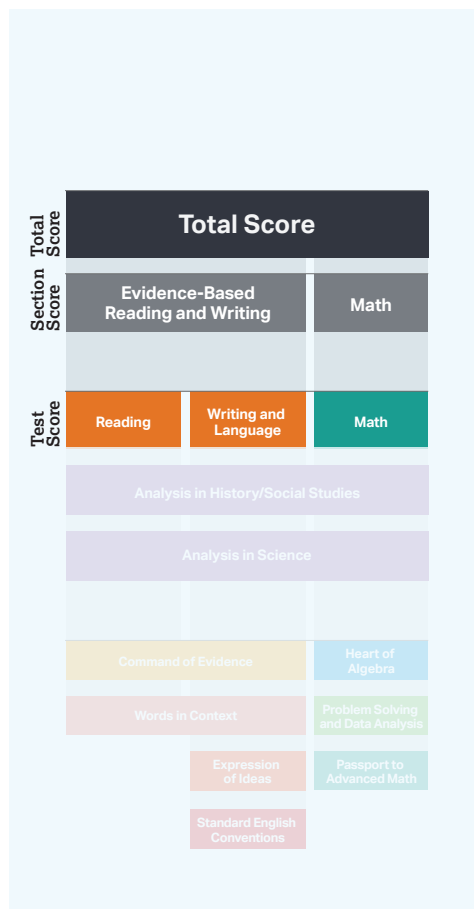 Total Score
Total Score
Section Score
Evidence-Based
Reading and Writing
Math
Test Score
Reading
Writing and
Language
Math
Analysis in History/Social Studies
Analysis in Science
Command of Evidence
Heart of
Algebra
Words in Context
Problem Solving
and Data Analysis
Expression
of Ideas
Passport to
Advanced Math
Standard English
Conventions